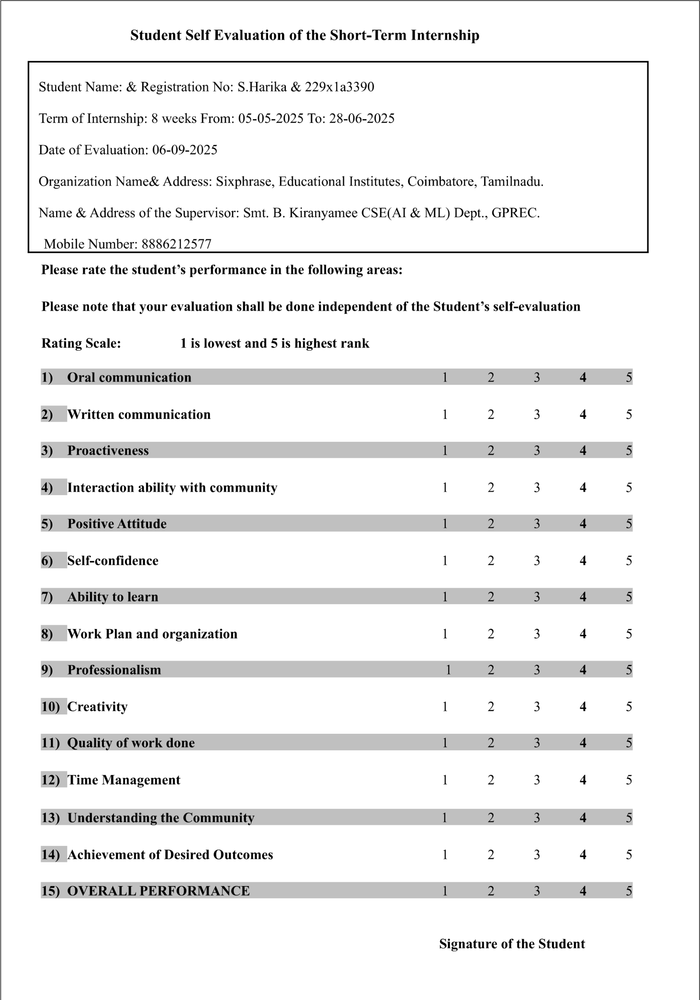 Student Self Evaluation of the Short-Term Internship
Student Name: & Registration No: S.Harika & 229x1a3390
Term of Internship: 8 weeks From: 05-05-2025 To: 28-06-2025
Date of Evaluation: 06-09-2025
Organization Name& Address: Sixphrase, Educational Institutes, Coimbatore, Tamilnadu.
Name & Address of the Supervisor: Smt. B. Kiranyamee CSE(AI & ML) Dept., GPREC.
Mobile Number: 8886212577
Please rate the student’s performance in the following areas:
Please note that your evaluation shall be done independent of the Student’s self-evaluation
Rating Scale: 1 is lowest and 5 is highest rank
1) Oral communication 1 2 3 4 5
2) Written communication 1 2 3 4 5
3) Proactiveness 1 2 3 4 5
4) Interaction ability with community 1 2 3 4 5
5) Positive Attitude 1 2 3 4 5
6) Self-confidence 1 2 3 4 5
7) Ability to learn 1 2 3 4 5
8) Work Plan and organization 1 2 3 4 5
9) Professionalism 1 2 3 4 5
10) Creativity 1 2 3 4 5
11) Quality of work done 1 2 3 4 5
12) Time Management 1 2 3 4 5
13) Understanding the Community 1 2 3 4 5
14) Achievement of Desired Outcomes 1 2 3 4 5
15) OVERALL PERFORMANCE 1 2 3 4 5
Signature of the Student